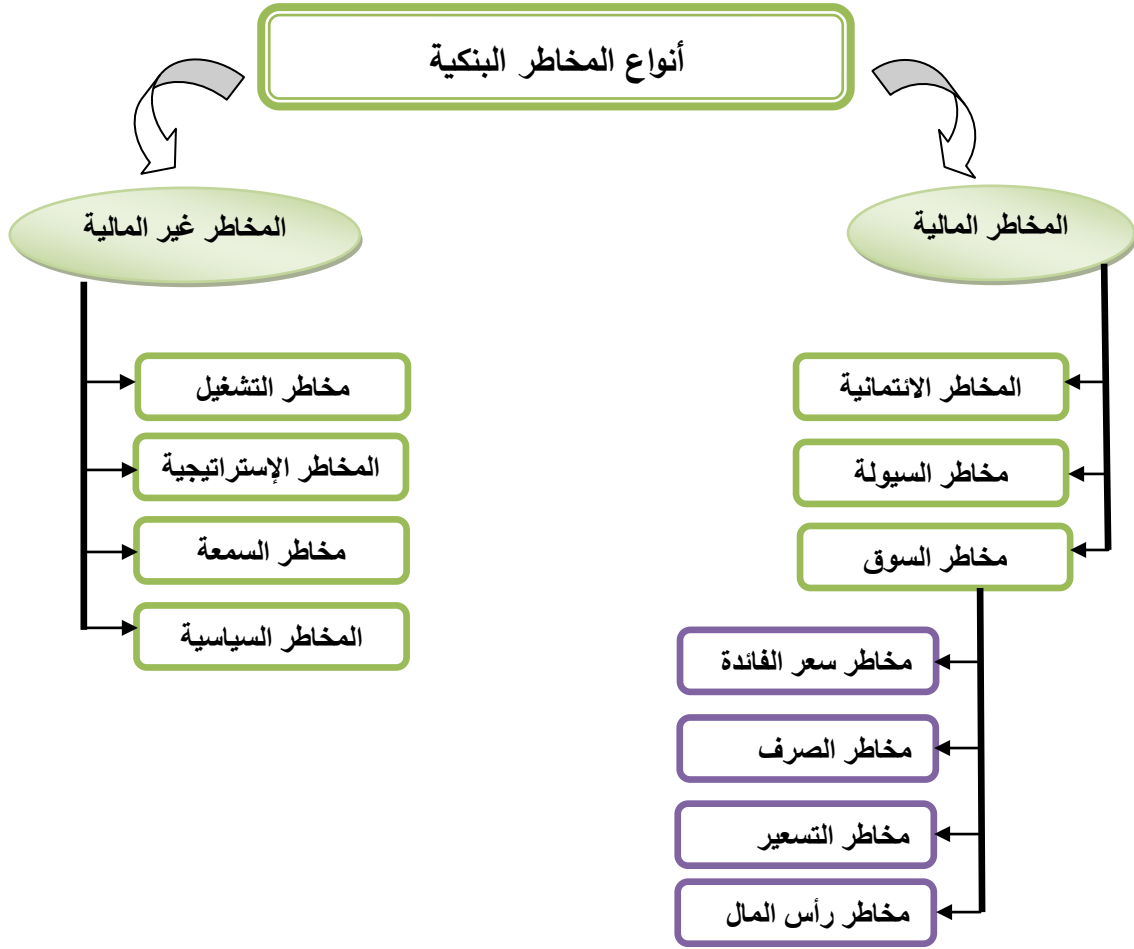 أنواع المخاطر البنكية
المخاطر المالية
المخاطر الائتمانية
مخاطر السيولة
مخاطر السوق
مخاطر سعر الفائدة
مخاطر الصرف
مخاطر التسعير
مخاطر رأس المال
المخاطر غير المالية
مخاطر التشغيل
المخاطر الإستراتيجية
مخاطر السمعة
المخاطر السياسية